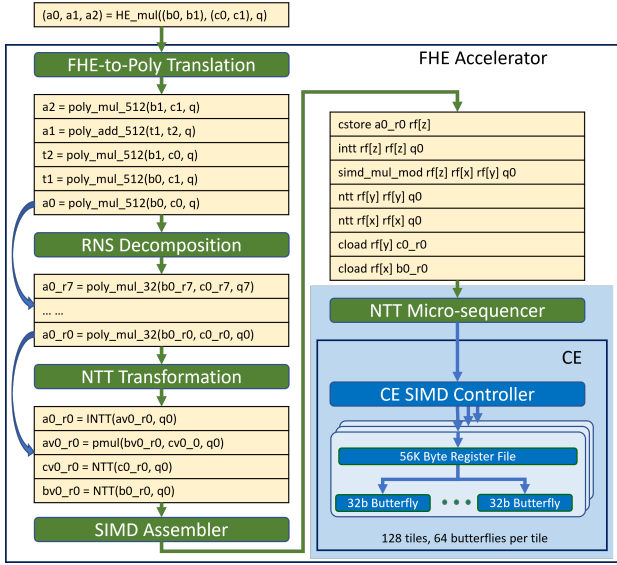 (a0, a1, a2) = HE_mul((b0, b1), (c0, c1), q)
FHE Accelerator
FHE-to-Poly Translation
a2 = poly_mul_512(b1, c1, q)
a1 = poly_add_512(t1, t2, q)
t2 = poly_mul_512(b1, c0, q)
t1 = poly_mul_512(b0, c1, q)
a0 = poly_mul_512(b0, c0, q)
RNS Decomposition
a0_r7 = poly_mul_32(b0_r7, c0_r7, q7)
... ...
a0_r0 = poly_mul_32(b0_r0, c0_r0, q0)
NTT Transformation
a0_r0 = INTT(av0_r0, q0)
av0_r0 = pmul(bv0_r0, cv0_0, q0)
cv0_r0 = NTT(c0_r0, q0)
bv0_r0 = NTT(b0_r0, q0)
SIMD Assembler
cstore a0_r0 rf[z]
intt rf[z] rf[z] q0
simd_mul_mod rf[z] rf[x] rf[y] q0
ntt rf[y] rf[y] q0
ntt rf[x] rf[x] q0
cload rf[y] c0_r0
cload rf[x] b0_r0
NTT Micro-sequencer
CE
CE SIMD Controller
56K Byte Register File
32b Butterfly
32b Butterfly
128 tiles, 64 butterflies per tile